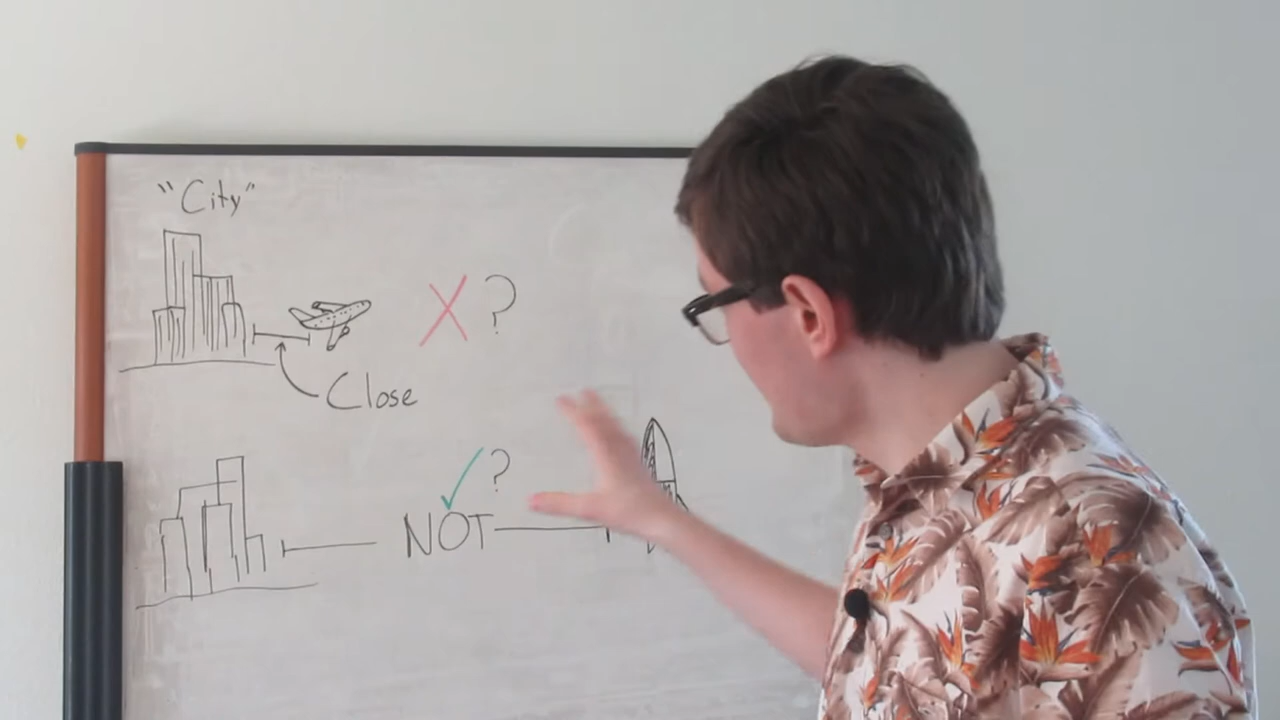 "City"
X ?
Close
✓ ?
NOT